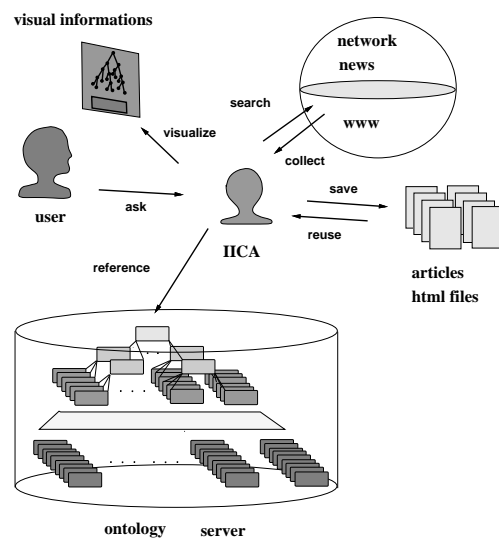 visual informations
network
news
search
www
visualize
collect
user
ask
IICA
save
reuse
articles
html files
reference
ontology server